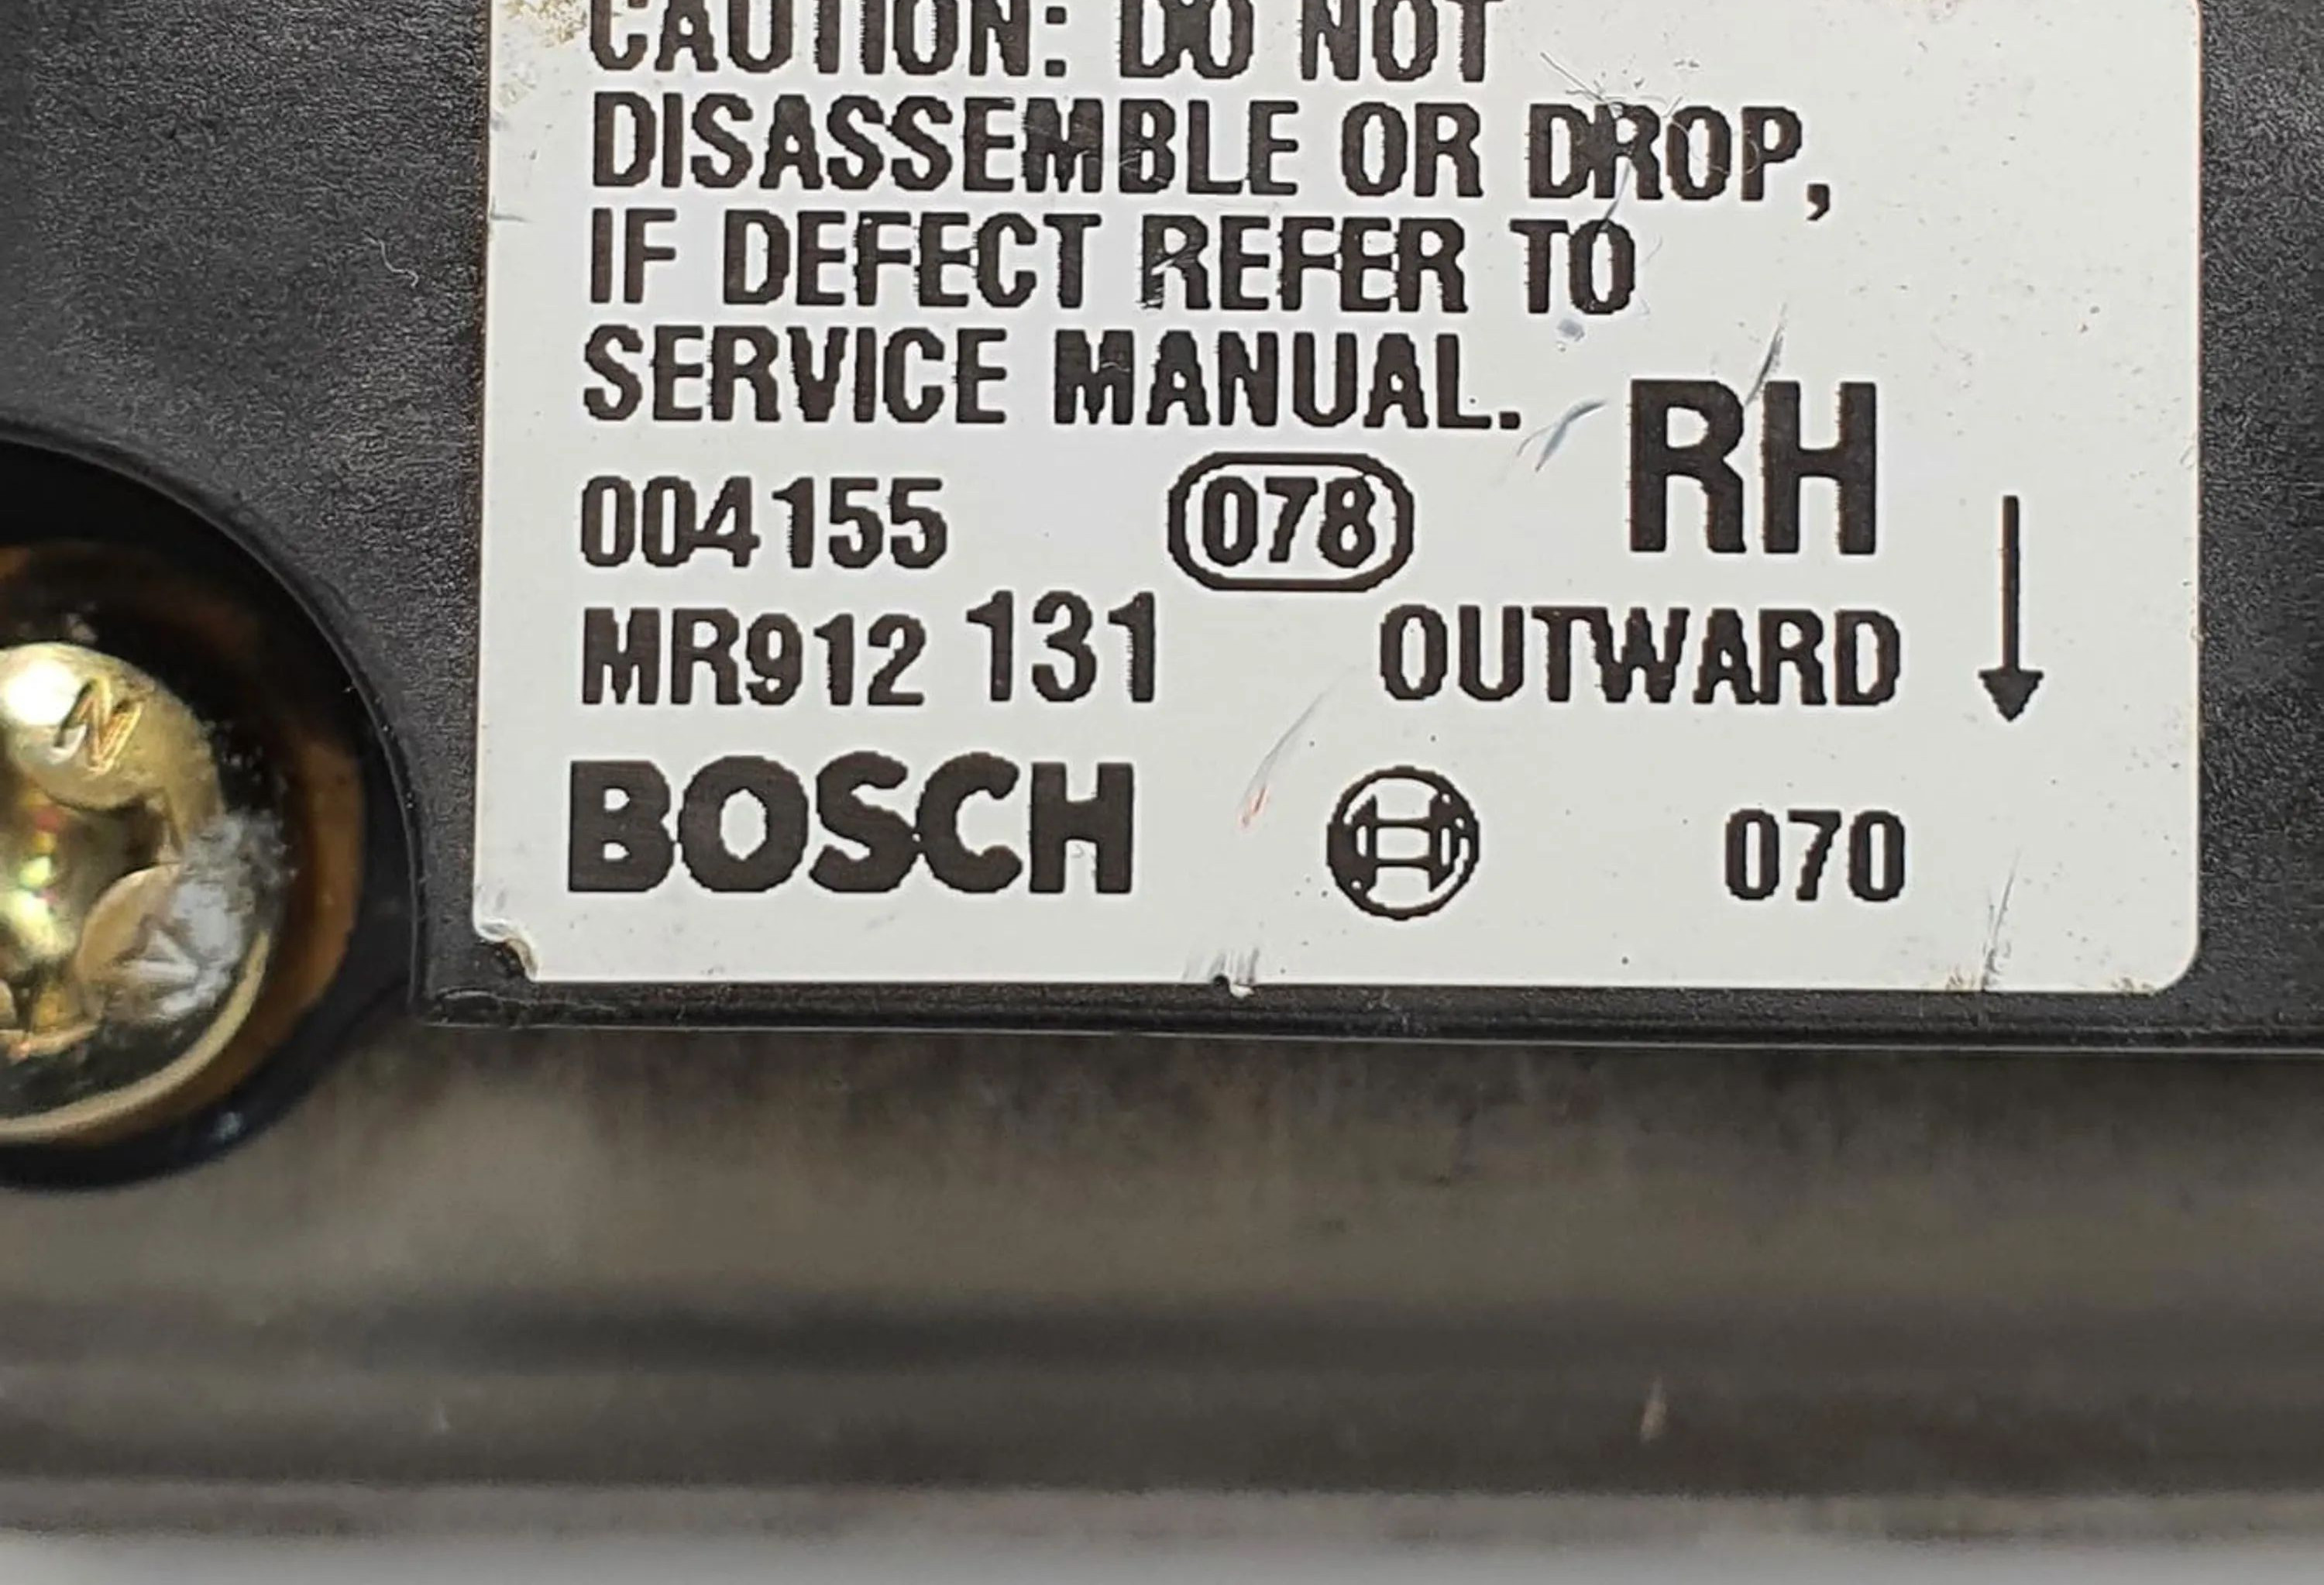 CAUTION: DO NOT
DISASSEMBLE OR DROP,
IF DEFECT REFER TO
SERVICE MANUAL.
RH
004155 078
MR912 131 OUTWARD
BOSCH 070